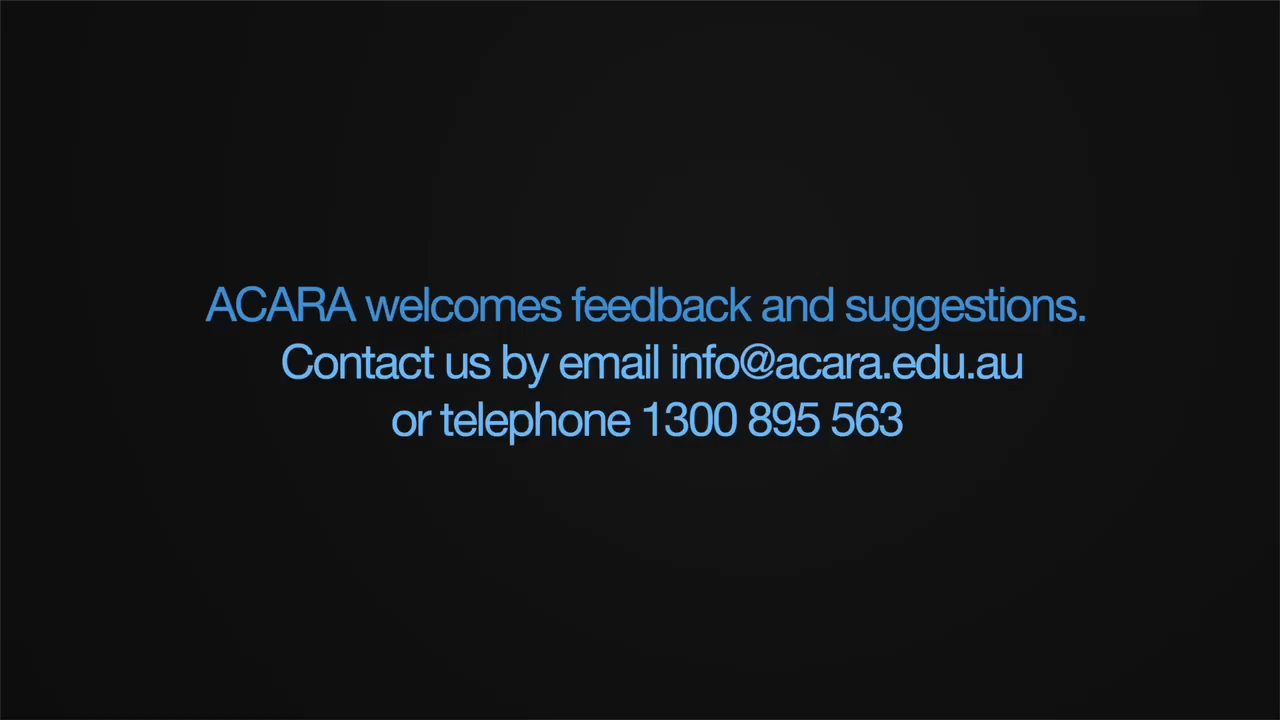 ACARA welcomes feedback and suggestions.
Contact us by email info@acara.edu.au
or telephone 1300 895 563